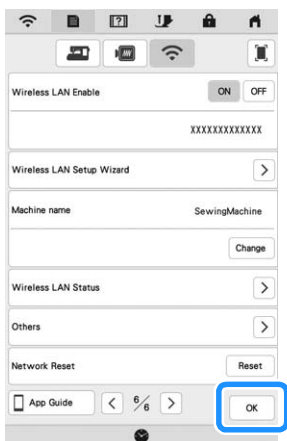 Wireless LAN Enable ON OFF
XXXXXXXXXXXXX
Wireless LAN Setup Wizard >
Machine name SewingMachine
Change
Wireless LAN Status >
Others >
Network Reset Reset
App Guide < 6/6 > OK